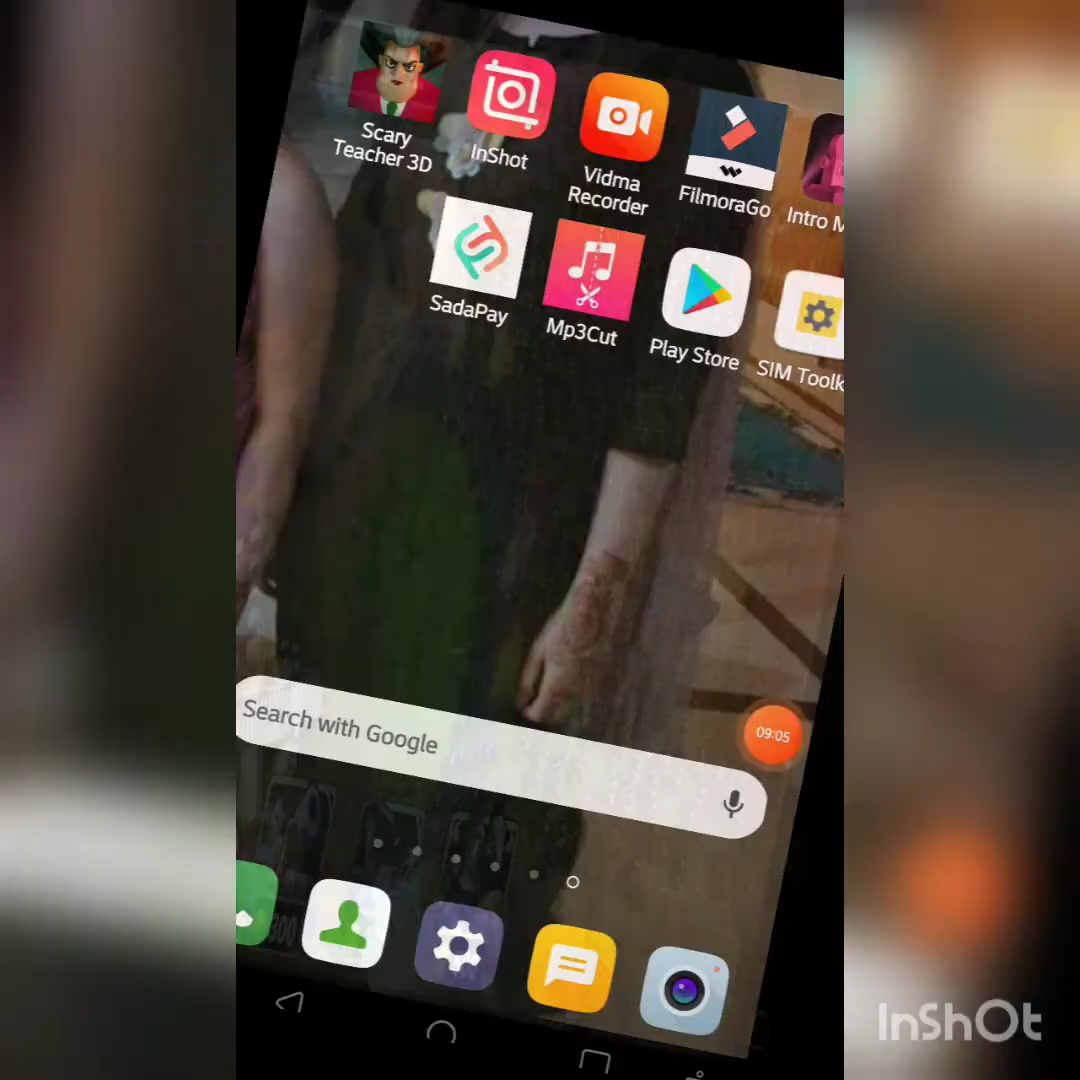 Scary
Teacher 3D
InShot
Vidma
Recorder
FilmoraGo
Intro M
SadaPay
Mp3Cut
Play Store
SIM Toolk
Search with Google
09:05
300
InShOt